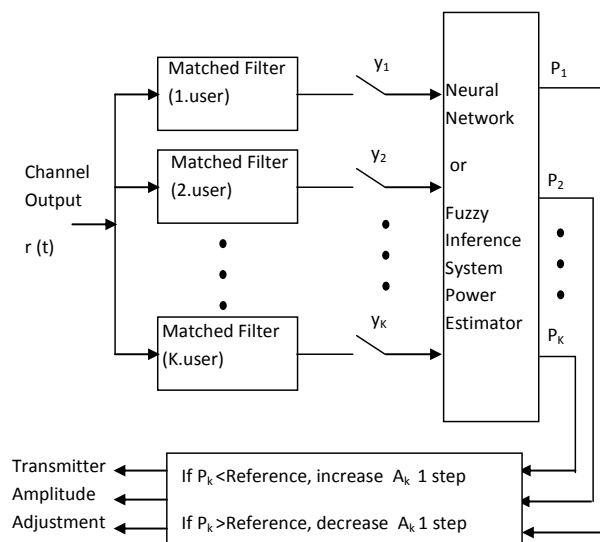 Matched Filter
(1.user)
y1
Neural
Network
or
Fuzzy
Inference
System
Power
Estimator
P1
Channel
Output
r (t)
Matched Filter
(2.user)
y2
P2
Matched Filter
(K.user)
yK
PK
Transmitter
Amplitude
Adjustment
If Pk <Reference, increase Ak 1 step
If Pk >Reference, decrease Ak 1 step